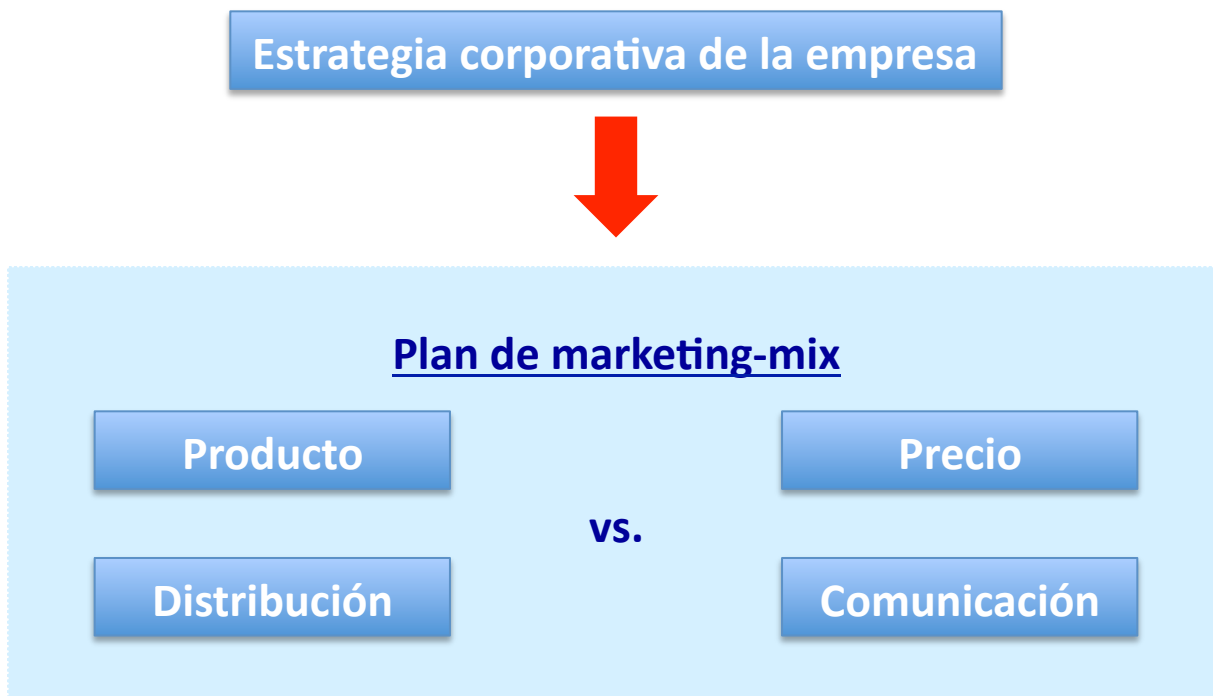 Estrategia corporativa de la empresa
Plan de marketing-mix
Producto
Precio
vs.
Distribución
Comunicación